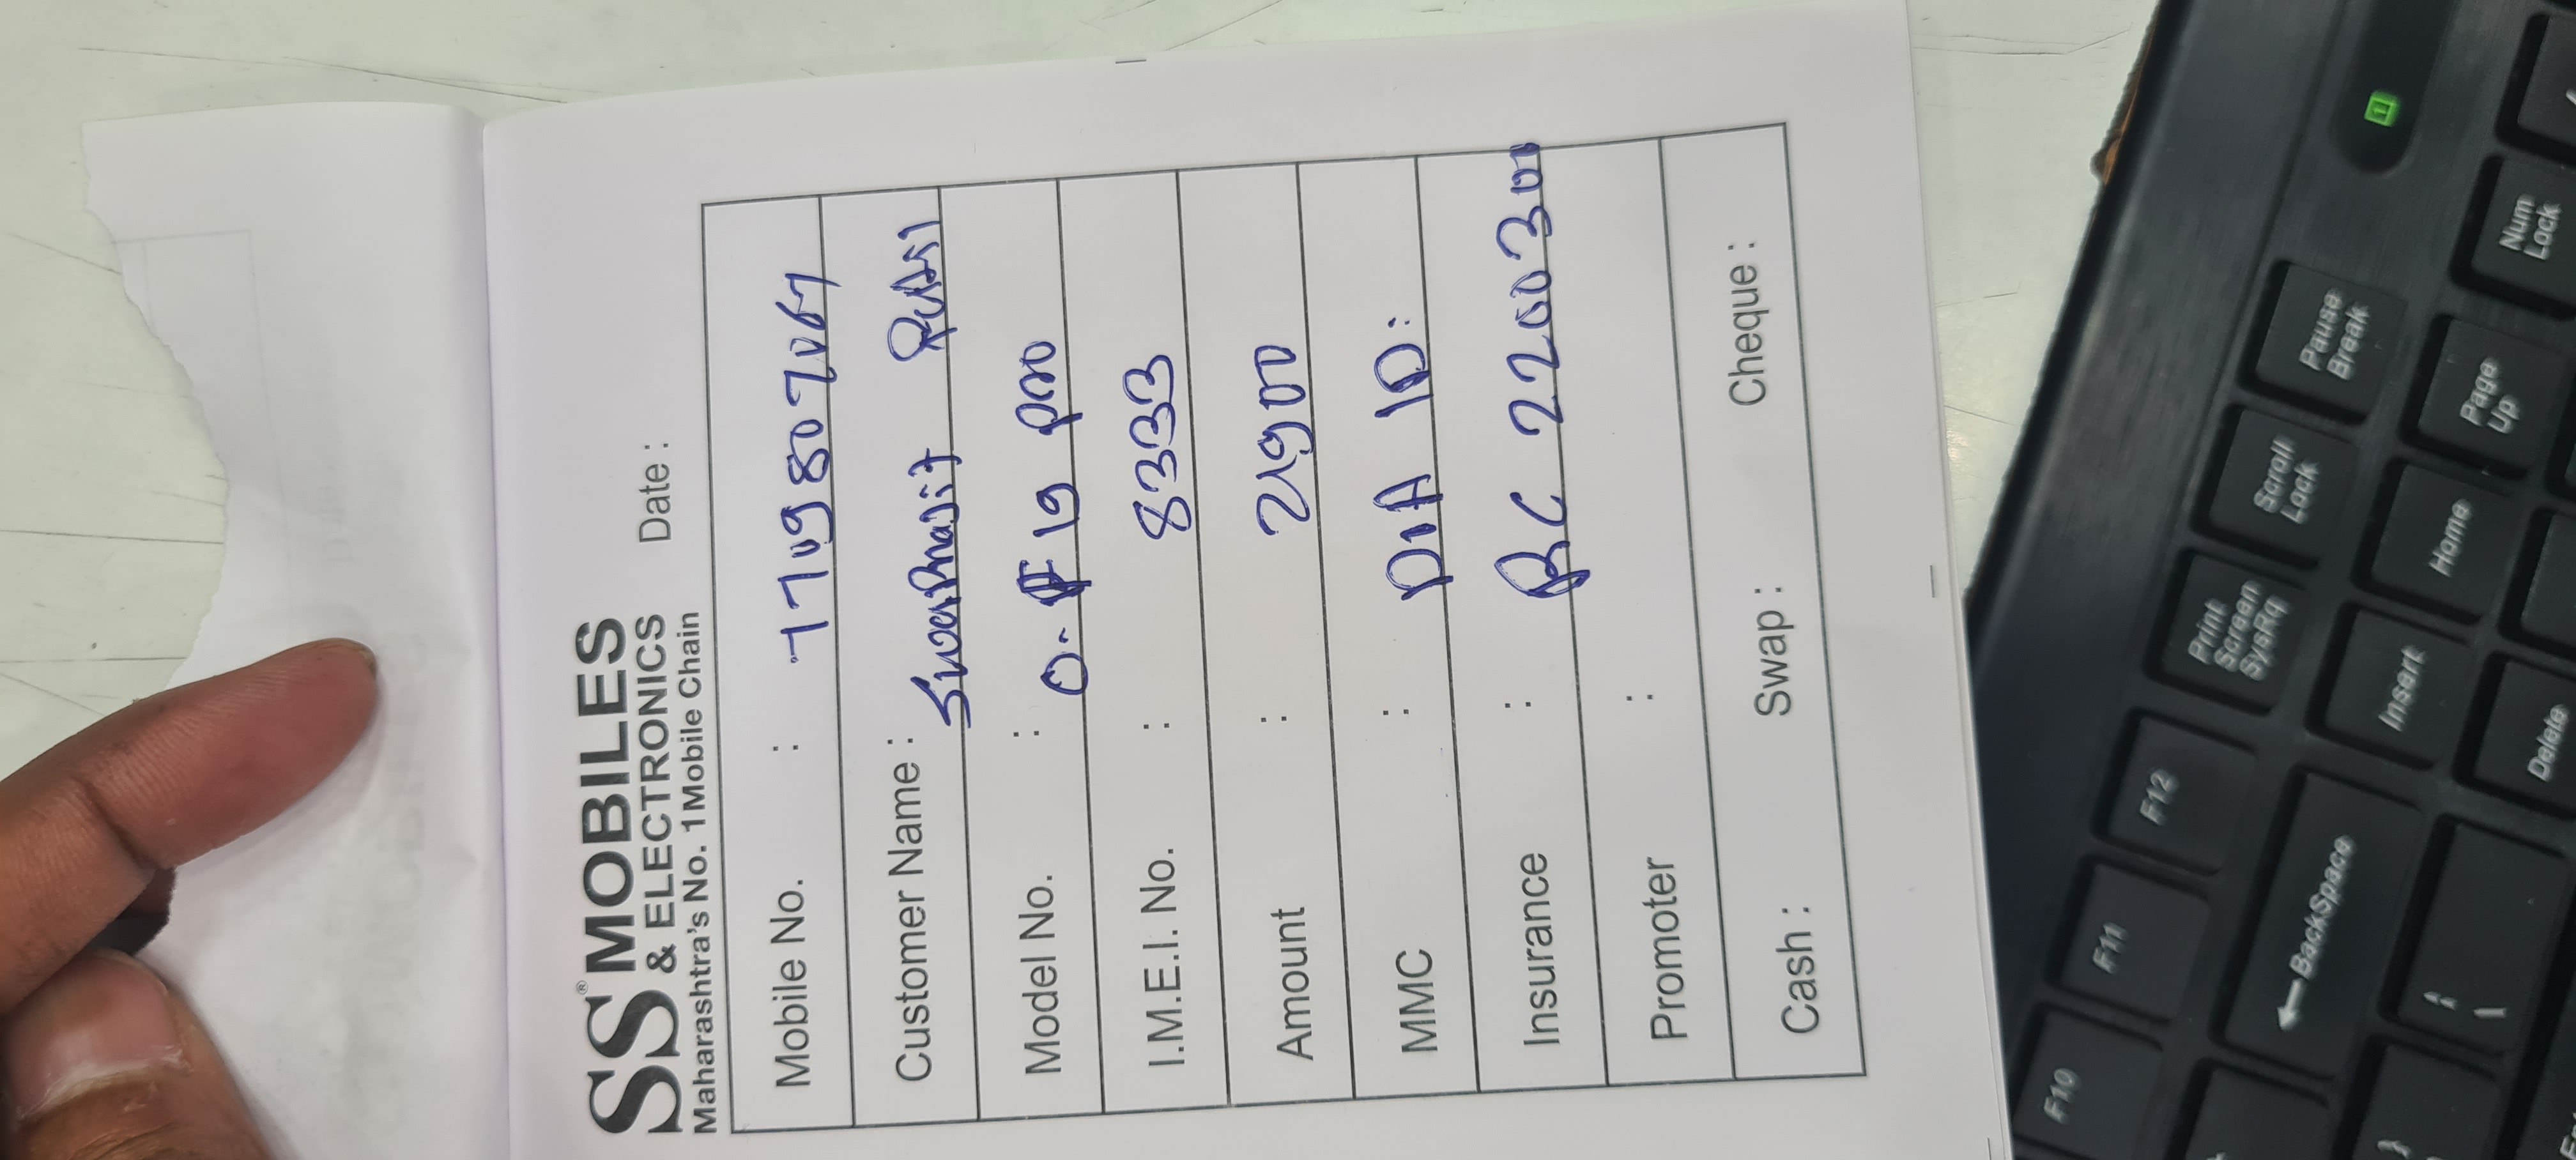 SS® MOBILES
& ELECTRONICS
Maharashtra's No. 1 Mobile Chain
Date :
Mobile No. : 7709807067
Customer Name :
Model No. : O-F19 pro
I.M.E.I. No. : 8333
Amount : 21900
MMC : DIA ID:
Insurance : RC 2200300
Promoter :
Cash : Swap : Cheque :
F10
F11
F12
Print
Screen
SysRq
Scroll
Lock
Pause
Break
BackSpace
Insert
Home
Page
Up
Num
Lock
Delete